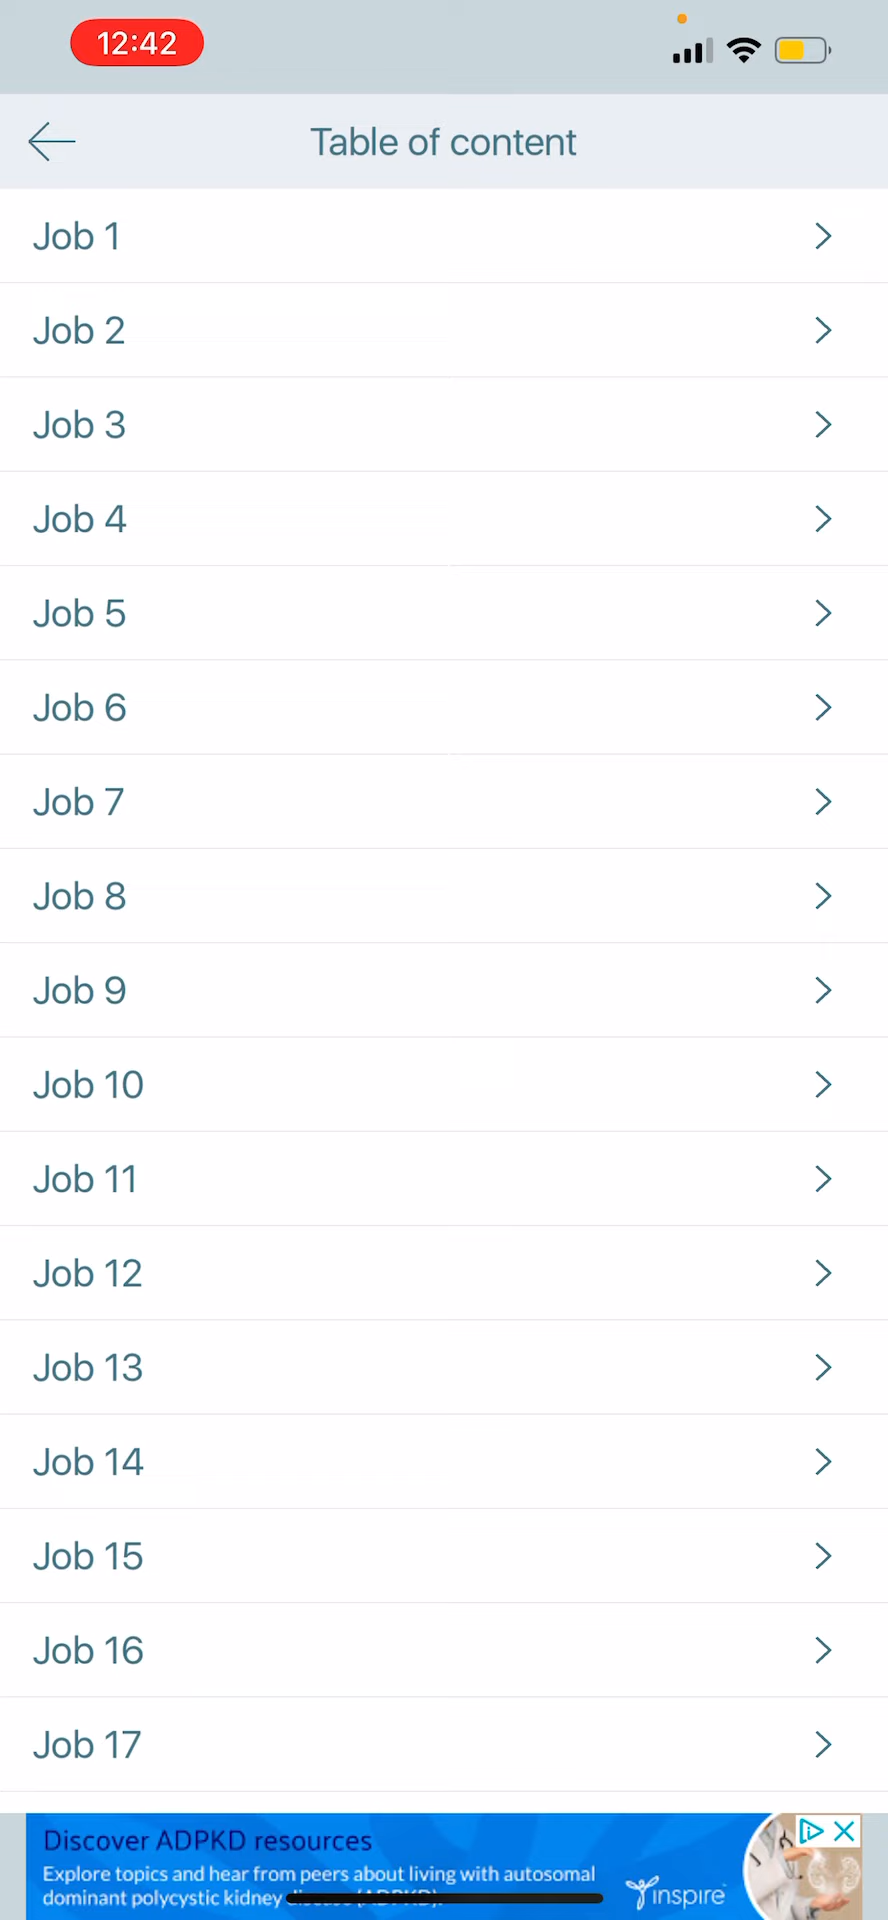 12:42
Table of content
Job 1
Job 2
Job 3
Job 4
Job 5
Job 6
Job 7
Job 8
Job 9
Job 10
Job 11
Job 12
Job 13
Job 14
Job 15
Job 16
Job 17
Discover ADPKD resources
Explore topics and hear from peers about living with autosomal
dominant polycystic kidney disease (ADPKD).
inspire